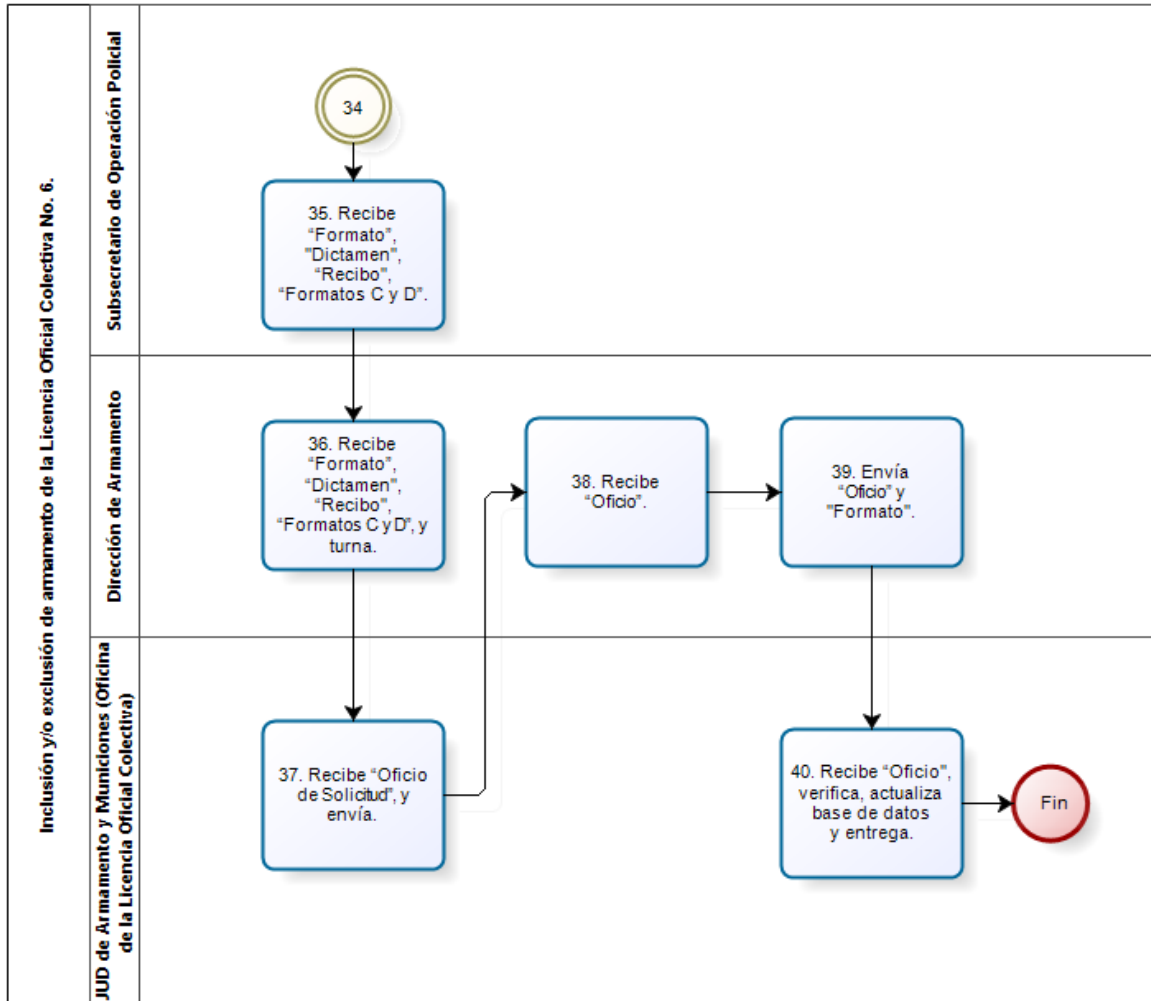 Inclusión y/o exclusión de armamento de la Licencia Oficial Colectiva No. 6.
Subsecretario de Operación Policial
34
35. Recibe
“Formato”,
"Dictamen",
“Recibo”,
“Formatos C y D”.
Dirección de Armamento
36. Recibe
“Formato”,
“Dictamen”,
“Recibo”,
“Formatos C y D”, y
turna.
38. Recibe
“Oficio”.
39. Envía
“Oficio” y
"Formato".
JUD de Armamento y Municiones (Oficina
de la Licencia Oficial Colectiva)
37. Recibe “Oficio
de Solicitud”, y
envía.
40. Recibe “Oficio”,
verifica, actualiza
base de datos
y entrega.
Fin